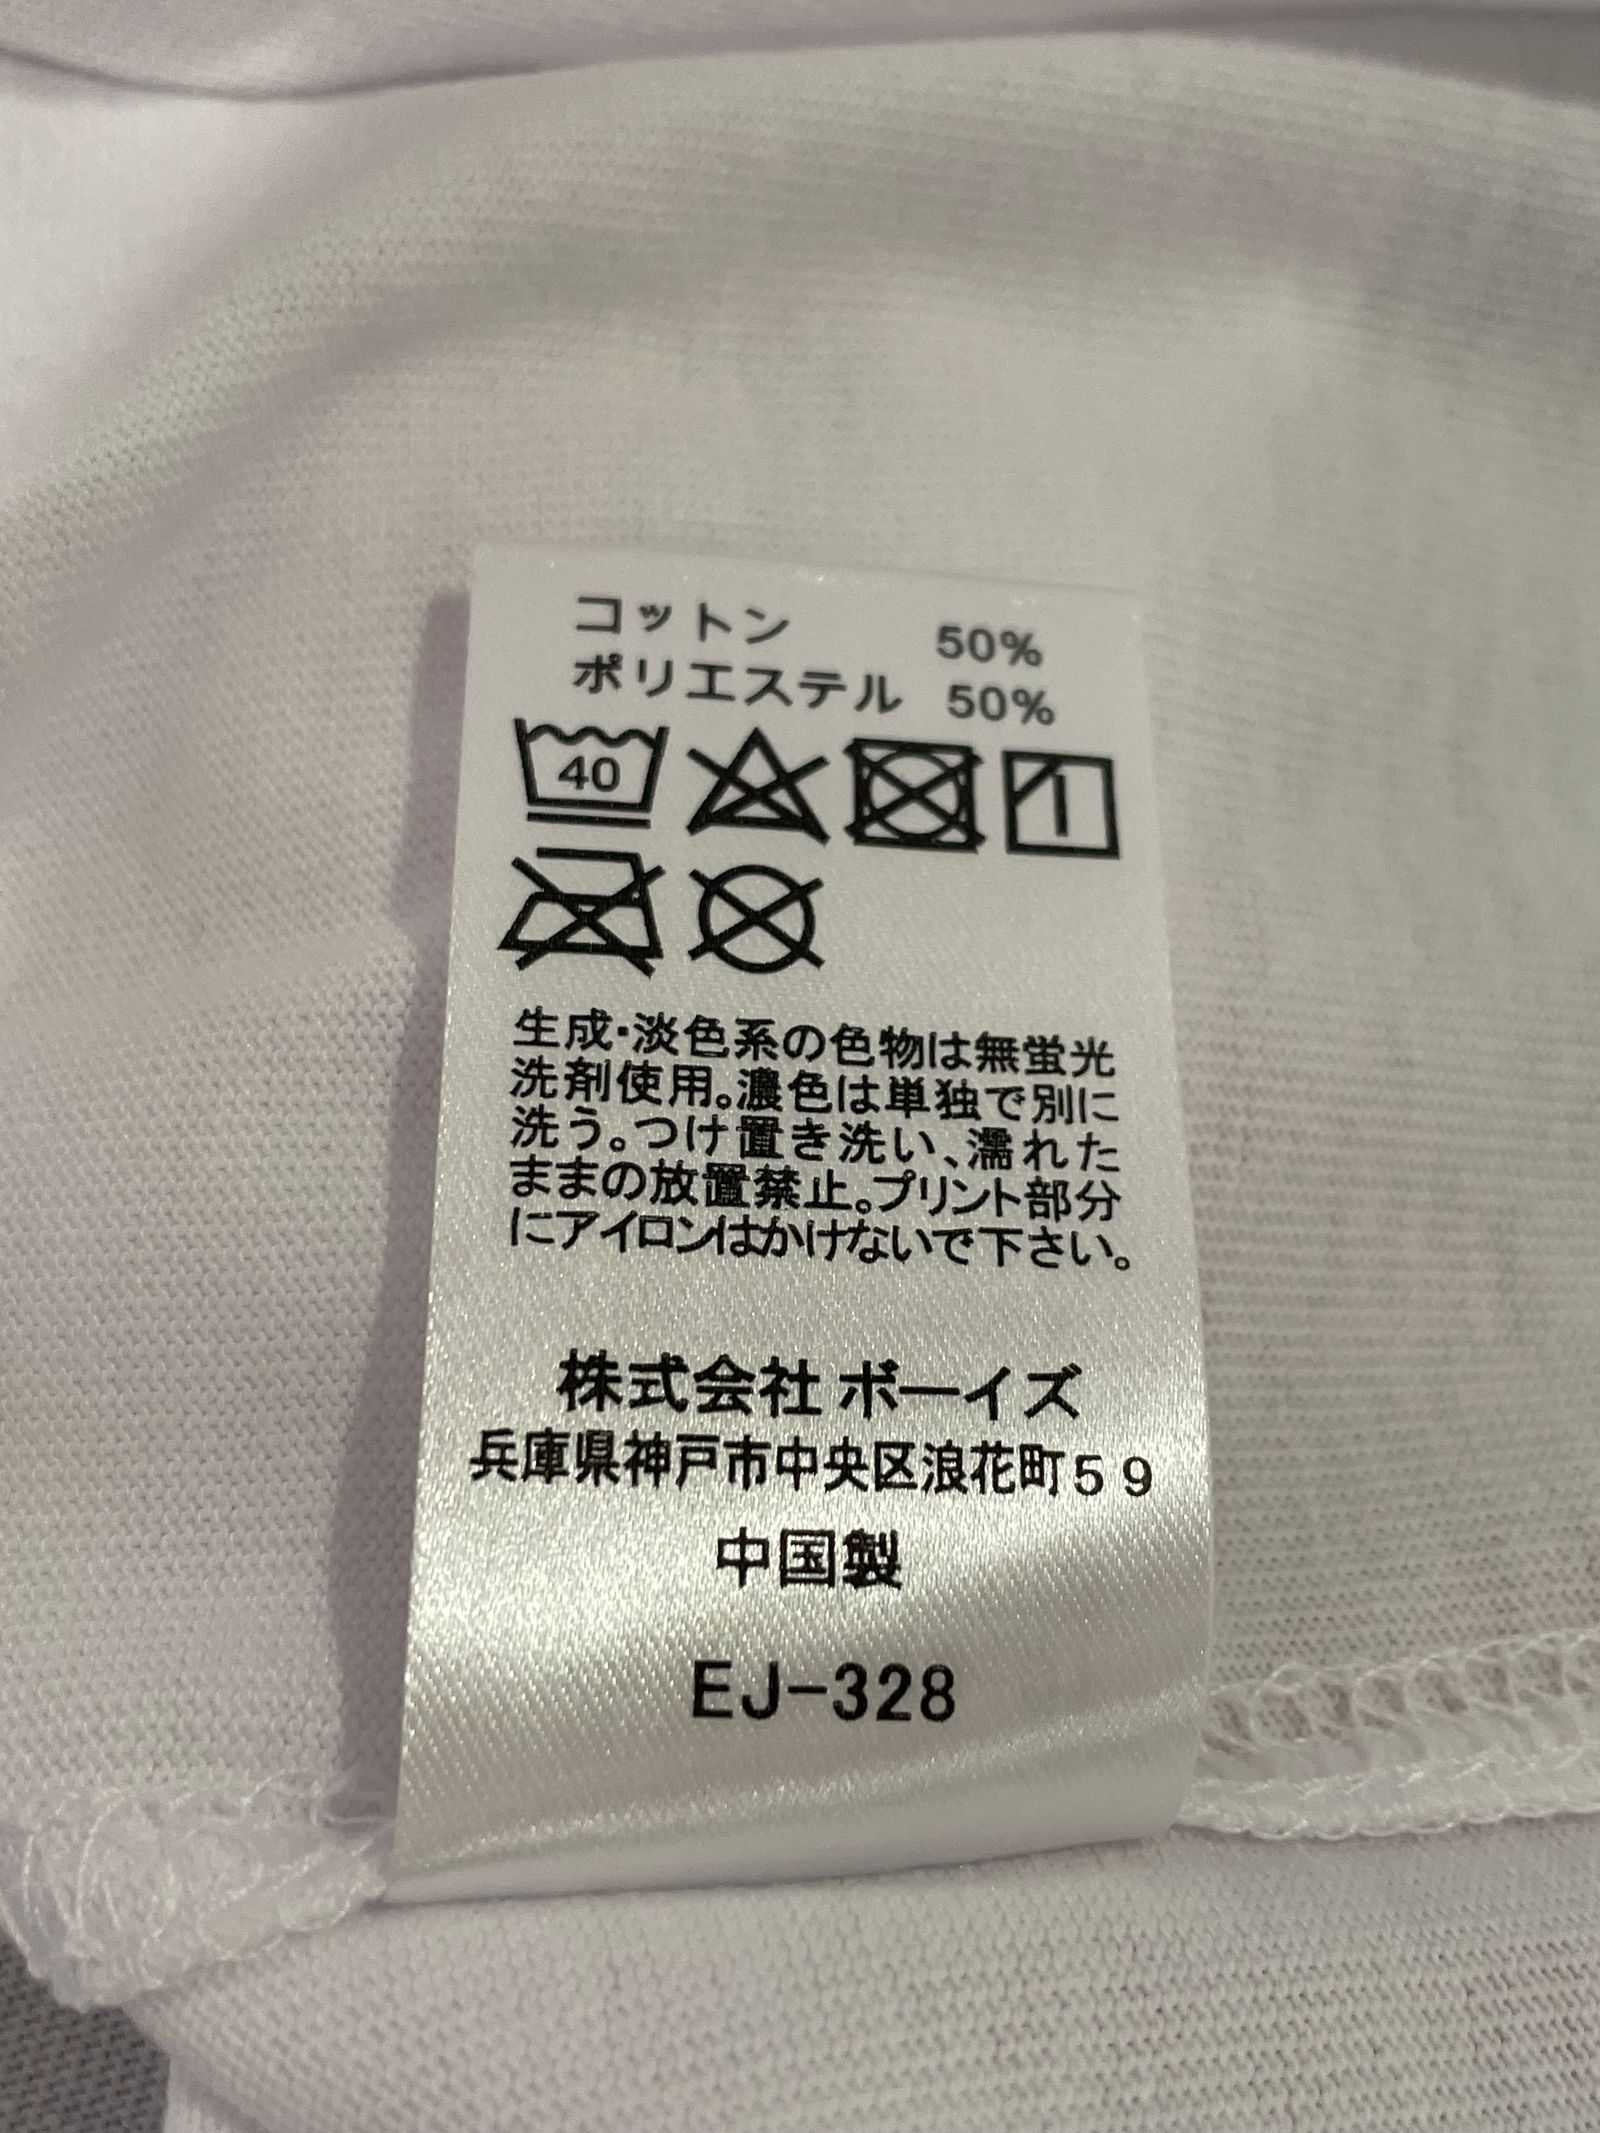 コットン 50%
ポリエステル 50%
40
生成・淡色系の色物は無蛍光
洗剤使用。濃色は単独で別に
洗う。つけ置き洗い、濡れた
ままの放置禁止。プリント部分
にアイロンはかけないで下さい。
株式会社 ボーイズ
兵庫県神戸市中央区浪花町59
中国製
EJ-328